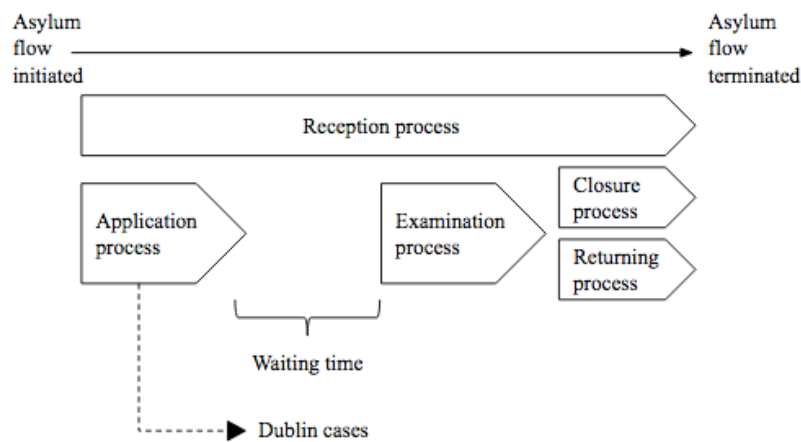 Asylum
flow
initiated
Asylum
flow
terminated
Reception process
Application
process
Examination
process
Closure
process
Returning
process
Waiting time
Dublin cases